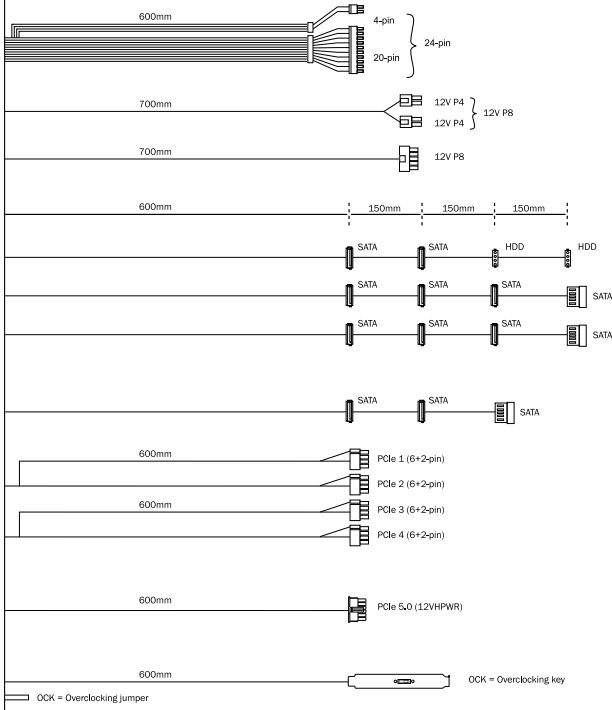 600mm
4-pin
24-pin
20-pin
700mm
12V P4
12V P8
12V P4
700mm
12V P8
600mm 150mm 150mm 150mm
SATA SATA HDD HDD
SATA SATA SATA SATA
SATA SATA SATA SATA
SATA SATA SATA
600mm
PCIe 1 (6+2-pin)
600mm
PCIe 2 (6+2-pin)
600mm
PCIe 3 (6+2-pin)
600mm
PCIe 4 (6+2-pin)
600mm
PCIe 5.0 (12VHPWR)
600mm
OCK = Overclocking key
OCK = Overclocking jumper